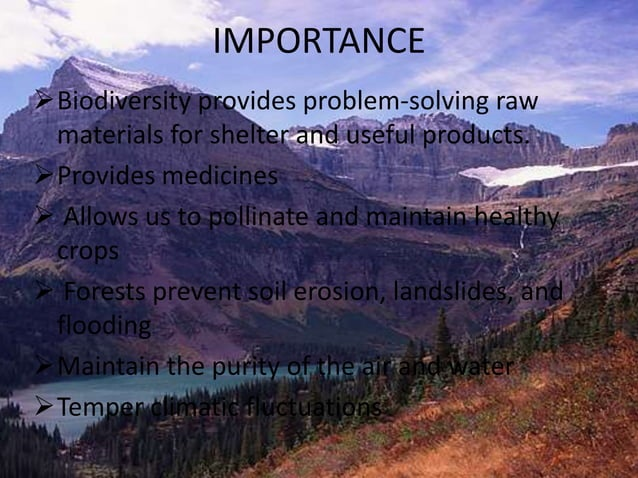 IMPORTANCE
➢Biodiversity provides problem-solving raw
materials for shelter and useful products.
➢Provides medicines
➢ Allows us to pollinate and maintain healthy
crops
➢ Forests prevent soil erosion, landslides, and
flooding
➢Maintain the purity of the air and water
➢Temper climatic fluctuations